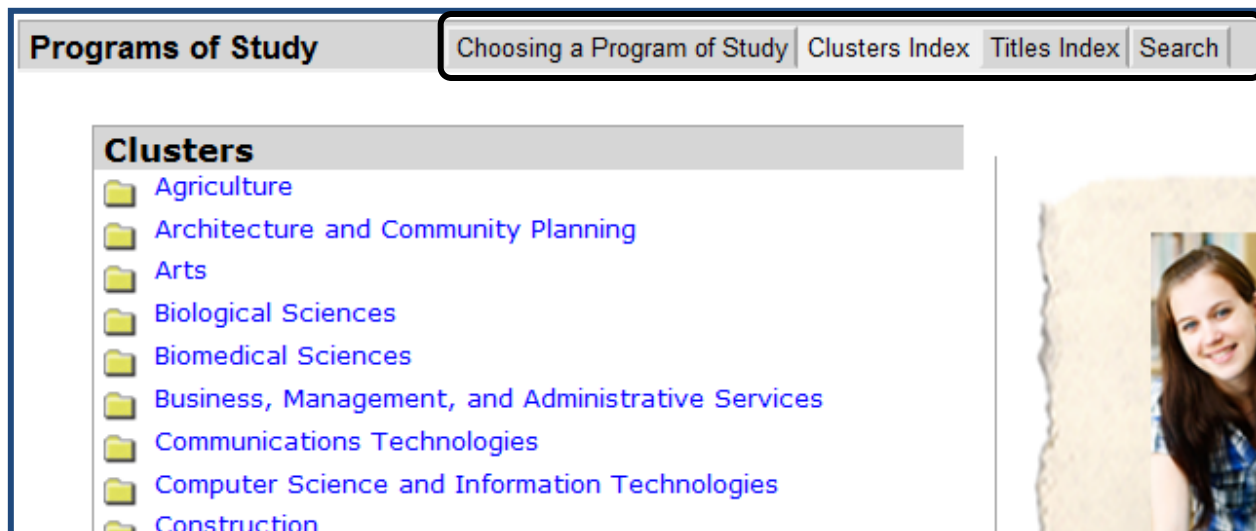 Programs of Study Choosing a Program of Study Clusters Index Titles Index Search
Clusters
Agriculture
Architecture and Community Planning
Arts
Biological Sciences
Biomedical Sciences
Business, Management, and Administrative Services
Communications Technologies
Computer Science and Information Technologies
Construction